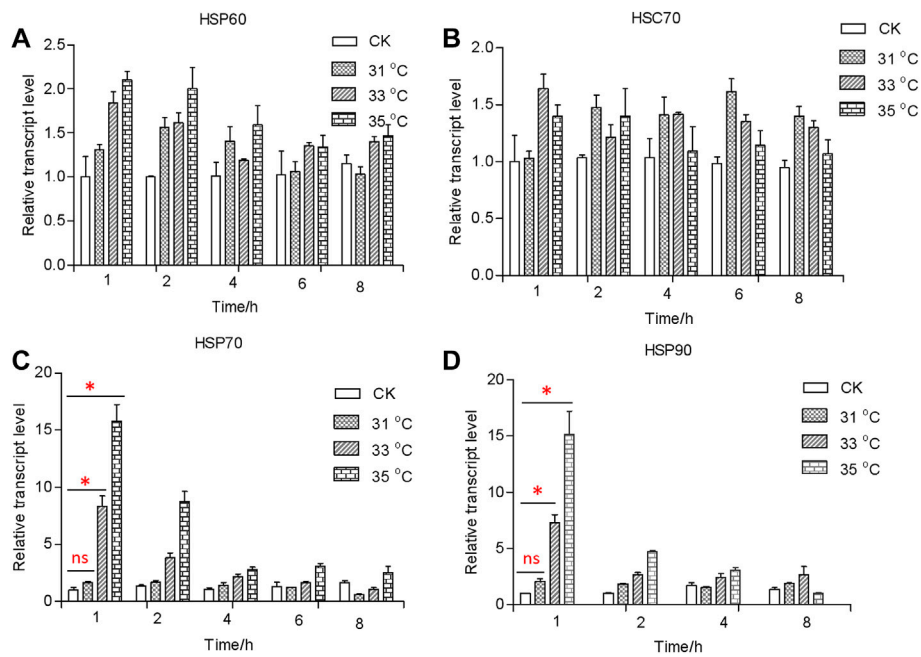 A
HSP60
Relative transcript level
2.5
2.0
1.5
1.0
0.5
0.0
1 2 4 6 8
Time/h
CK
31 °C
33 °C
35 °C
B
HSC70
Relative transcript level
2.0
1.5
1.0
0.5
0.0
1 2 4 6 8
Time/h
CK
31 °C
33 °C
35 °C
C
HSP70
Relative transcript level
20
15
10
5
0
*
*
ns
1 2 4 6 8
Time/h
CK
31 °C
33 °C
35 °C
D
HSP90
Relative transcript level
20
15
10
5
0
*
*
ns
1 2 4 8
Time/h
CK
31 °C
33 °C
35 °C